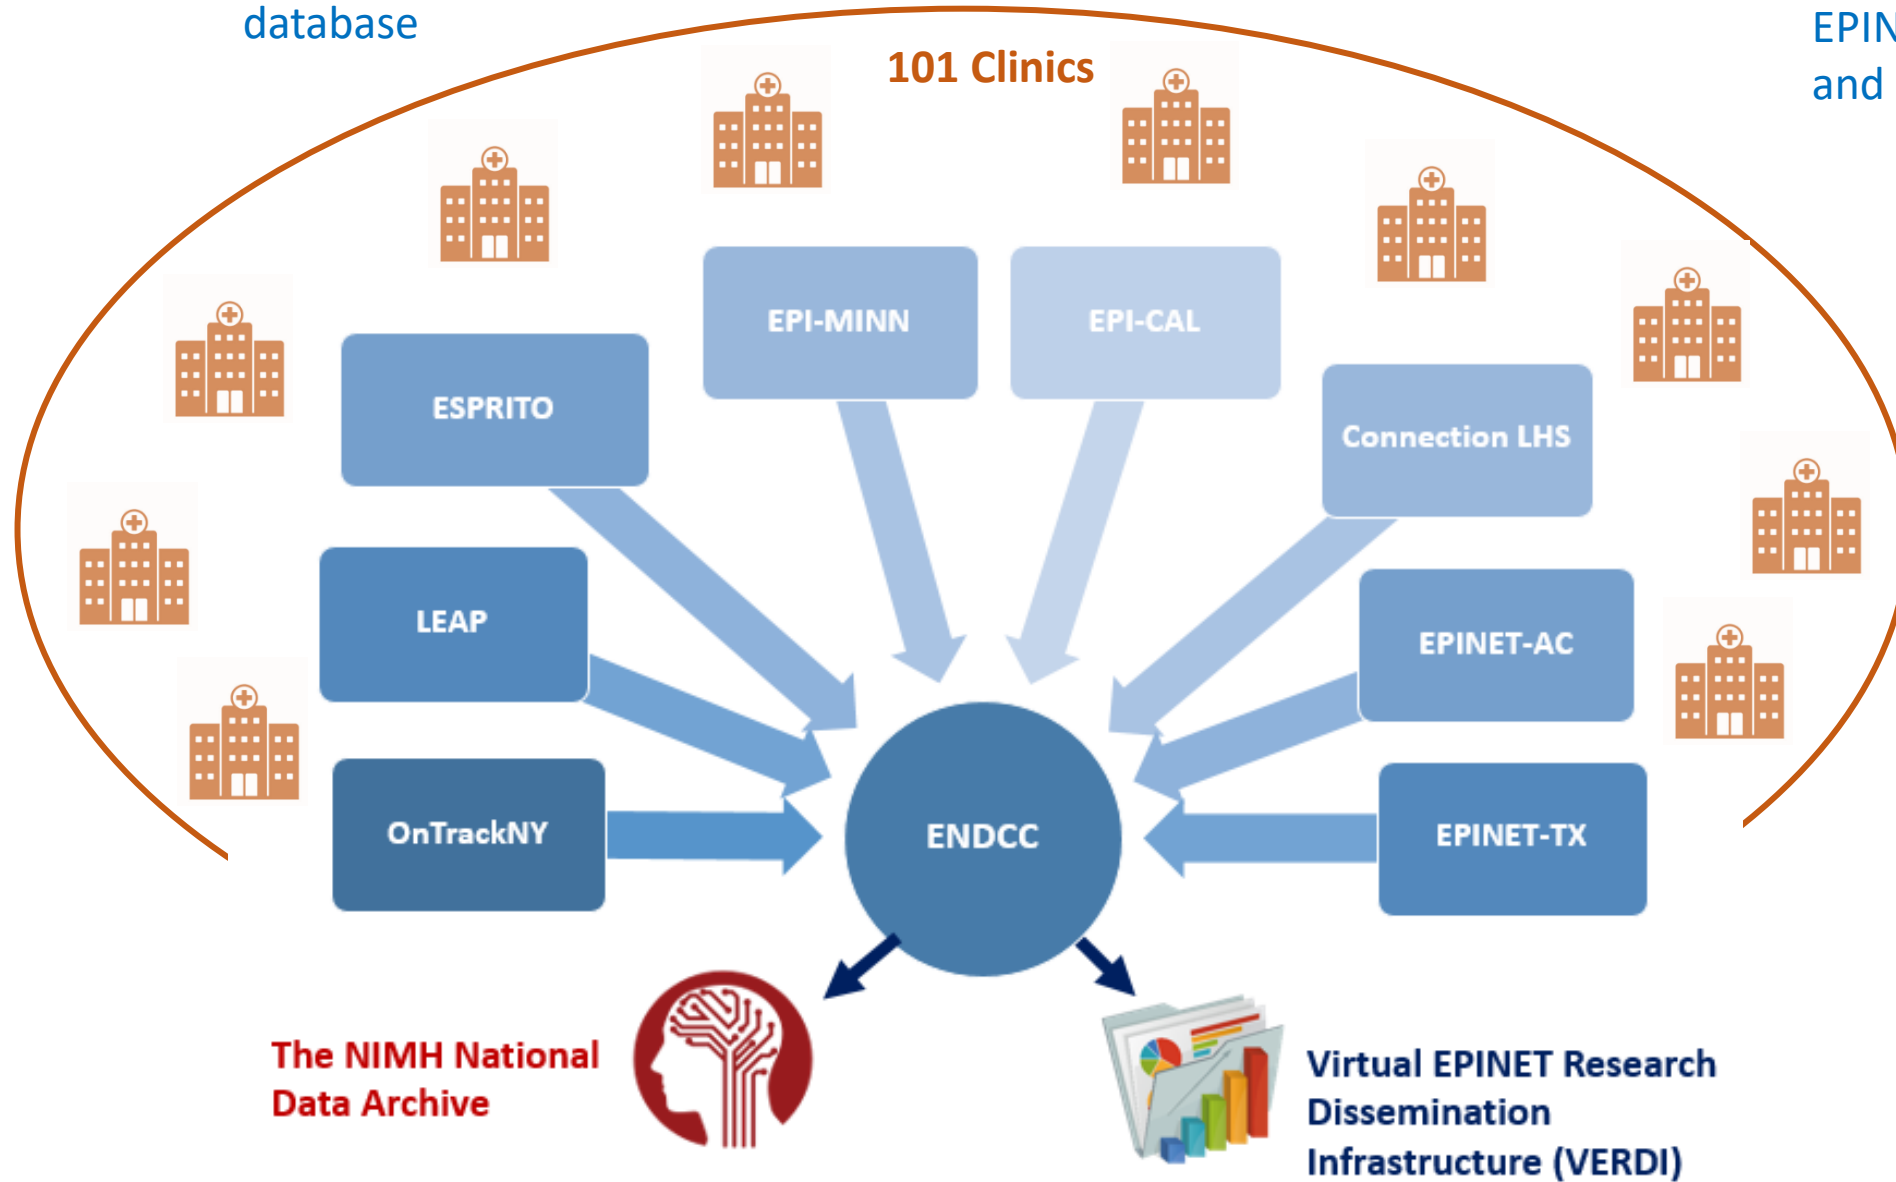 database
EPIN
and
101 Clinics
EPI-MINN
EPI-CAL
ESPRITO
Connection LHS
LEAP
EPINET-AC
OnTrackNY
ENDCC
EPINET-TX
The NIMH National
Data Archive
Virtual EPINET Research
Dissemination
Infrastructure (VERDI)